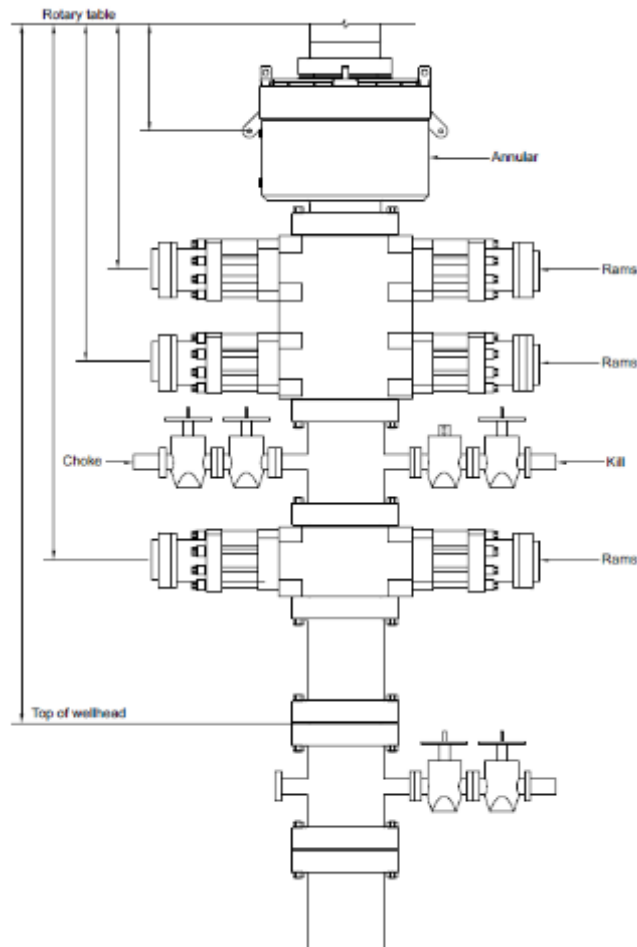 Rotary table
Annular
Rams
Rams
Choke
Kill
Rams
Top of wellhead